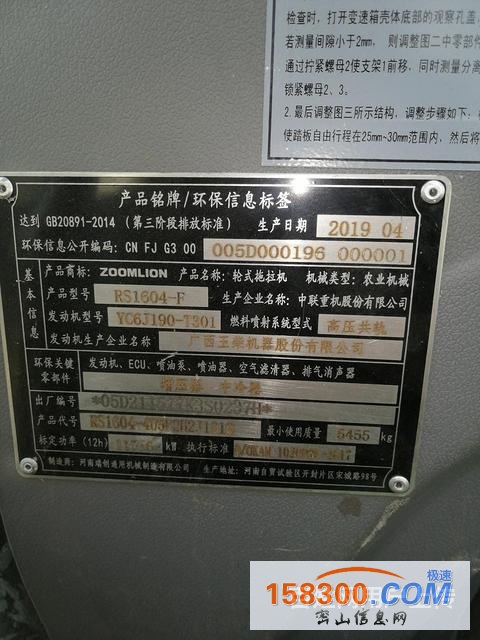 检查时，打开变速箱壳体底部的观察孔盖，
若测量间隙小于2mm， 则调整图二中零部件
通过拧紧螺母2使支架1前移，同时测量分离
锁紧螺母2、3。
2.最后调整图三所示结构，调整步骤如下：
使踏板自由行程在25mm~30mm范围内，然后将
产品铭牌/环保信息标签
达到 GB20891-2014 （第三阶段排放标准） 生产日期 2019 04
环保信息公开编码：CN FJ G3 00 005D000196 000001
基本信息
产品商标：ZOOMLION 产品名称：轮式拖拉机 机械类型：农业机械
产品型号 RS1604-F 生产企业名称：中联重机股份有限公司
发动机型号 YC6J190-T301 燃料喷射系统型式 高压共轨
发动机生产企业名称 广西玉柴机器股份有限公司
环保关键零部件
发动机、ECU、喷油泵、喷油器、空气滤清器、排气消声器
增压器 中冷器
出厂编号
产品代号 最小使用质量 5455 kg
标定功率（12h） kW 执行标准
制造商：河南瑞创通用机械制造有限公司 生产地址：河南自贸试验区开封片区宋城路98号
极速
158300.COM
密山信息网